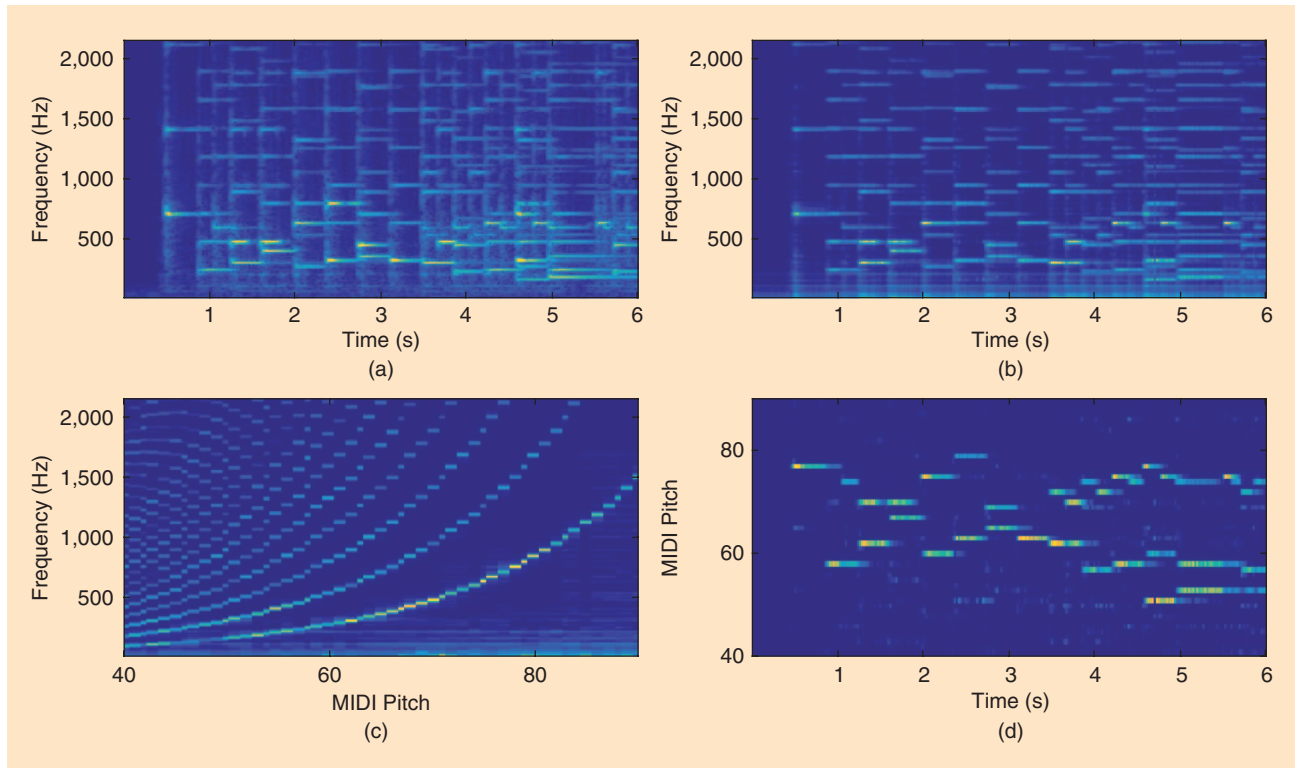 2,000
1,500
1,000
500
Frequency (Hz)
1 2 3 4 5 6
Time (s)
(a)
2,000
1,500
1,000
500
Frequency (Hz)
1 2 3 4 5 6
Time (s)
(b)
2,000
1,500
1,000
500
Frequency (Hz)
40 60 80
MIDI Pitch
(c)
80
60
40
MIDI Pitch
1 2 3 4 5 6
Time (s)
(d)